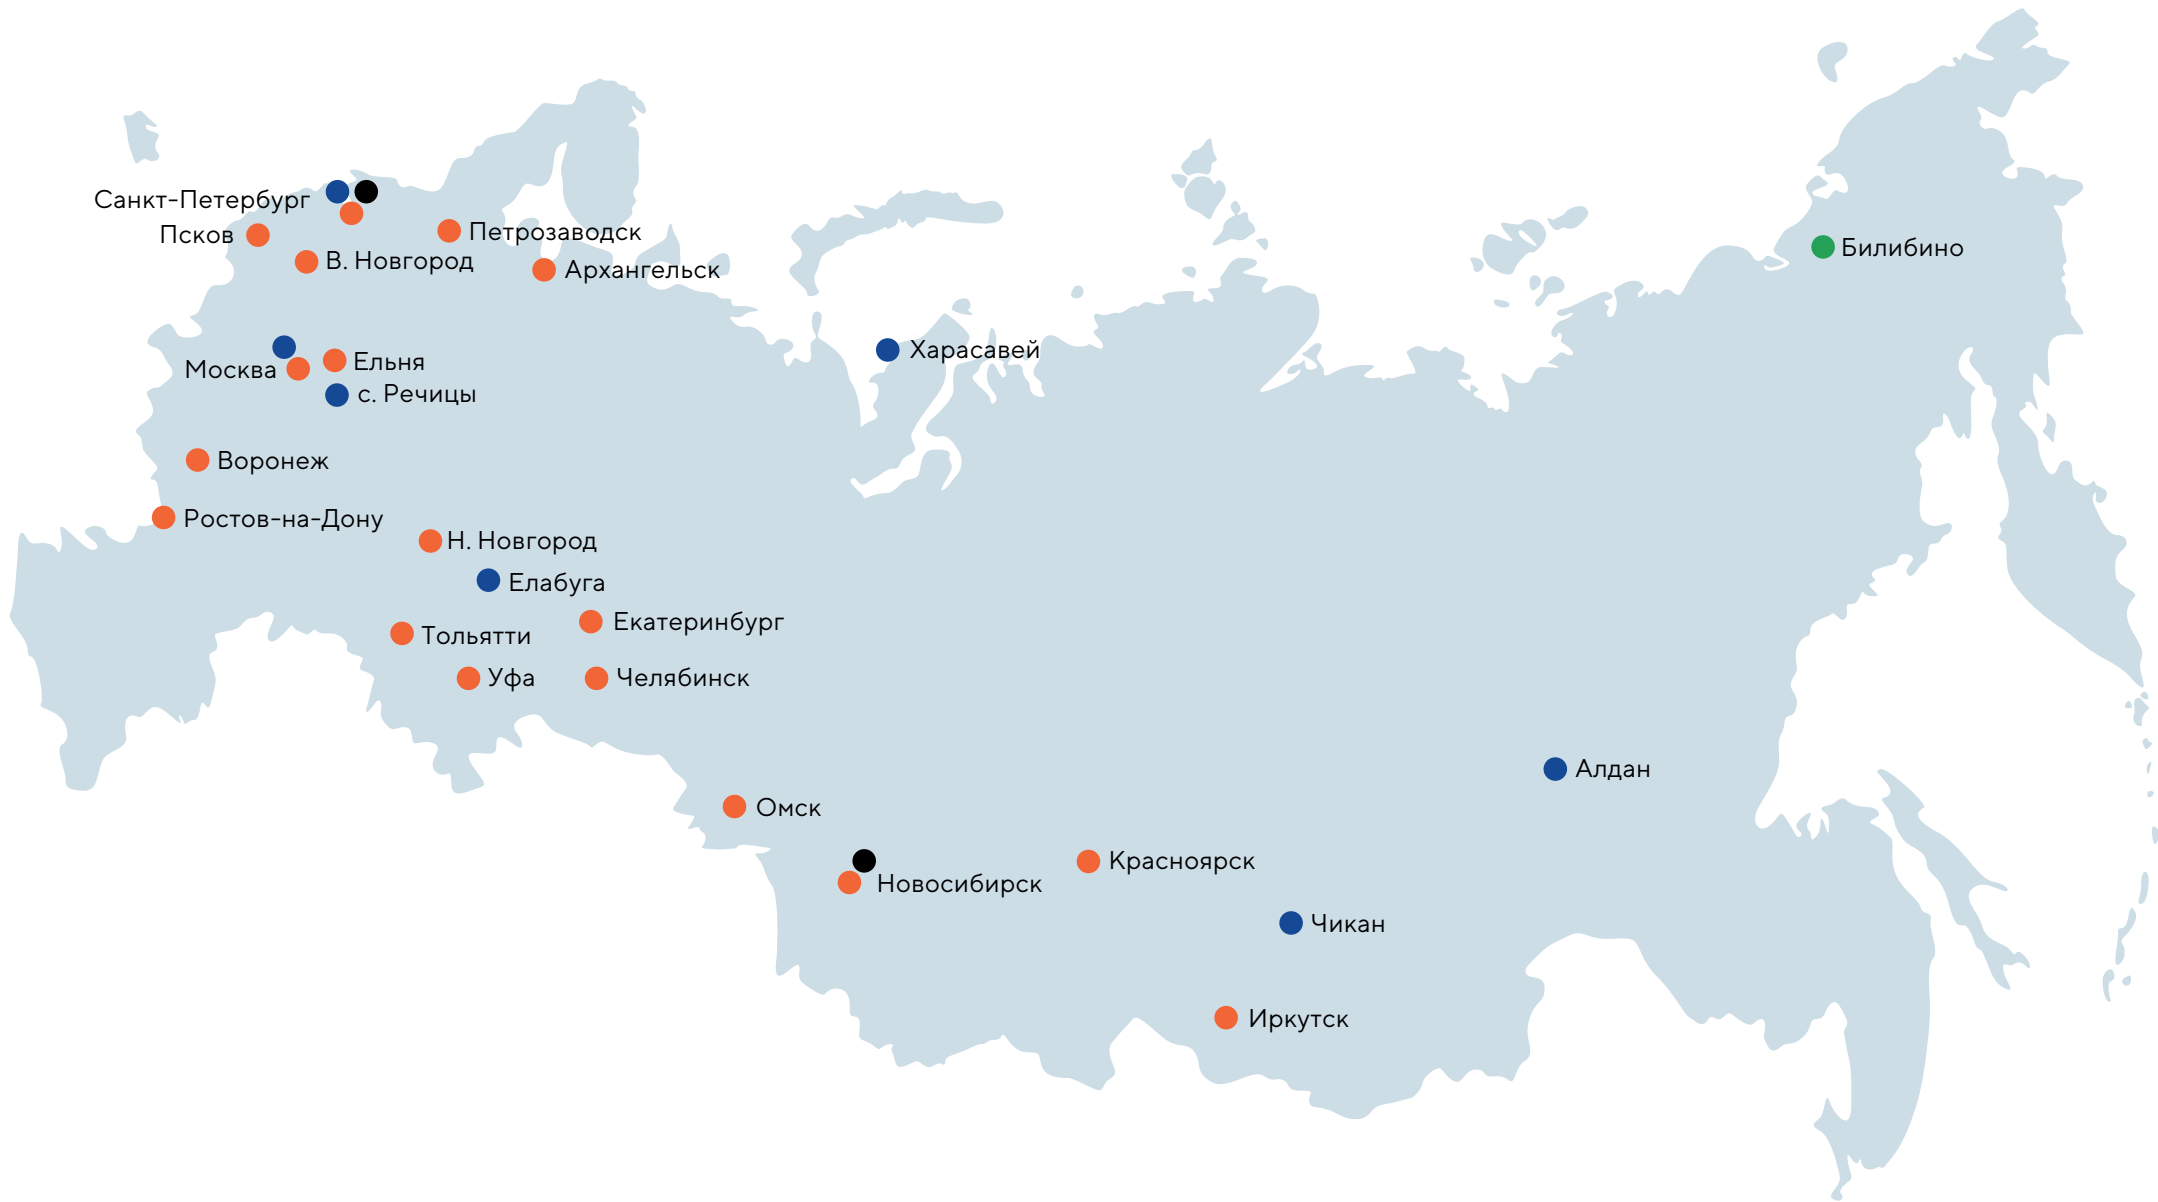 Санкт-Петербург
Псков
Петрозаводск
В. Новгород
Архангельск
Билибино
Харасавей
Москва
Ельня
с. Речицы
Воронеж
Ростов-на-Дону
Н. Новгород
Елабуга
Екатеринбург
Тольятти
Уфа
Челябинск
Алдан
Омск
Красноярск
Новосибирск
Чикан
Иркутск